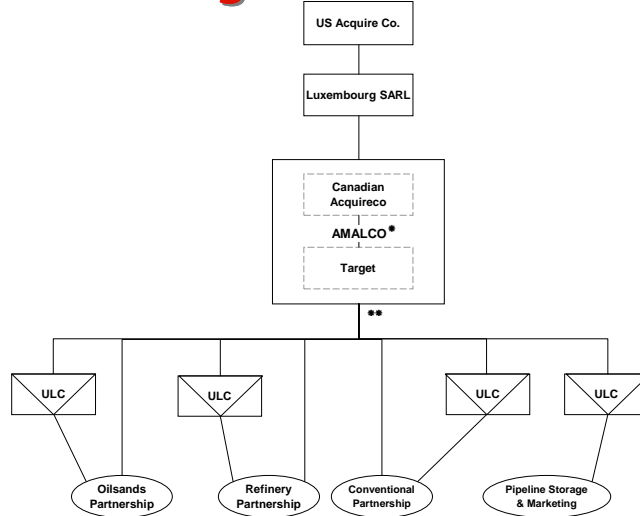 US Acquire Co.
Luxembourg SARL
Canadian
Acquireco
AMALCO*
Target
**
ULC
ULC
ULC
ULC
Oilsands
Partnership
Refinery
Partnership
Conventional
Partnership
Pipeline Storage
& Marketing